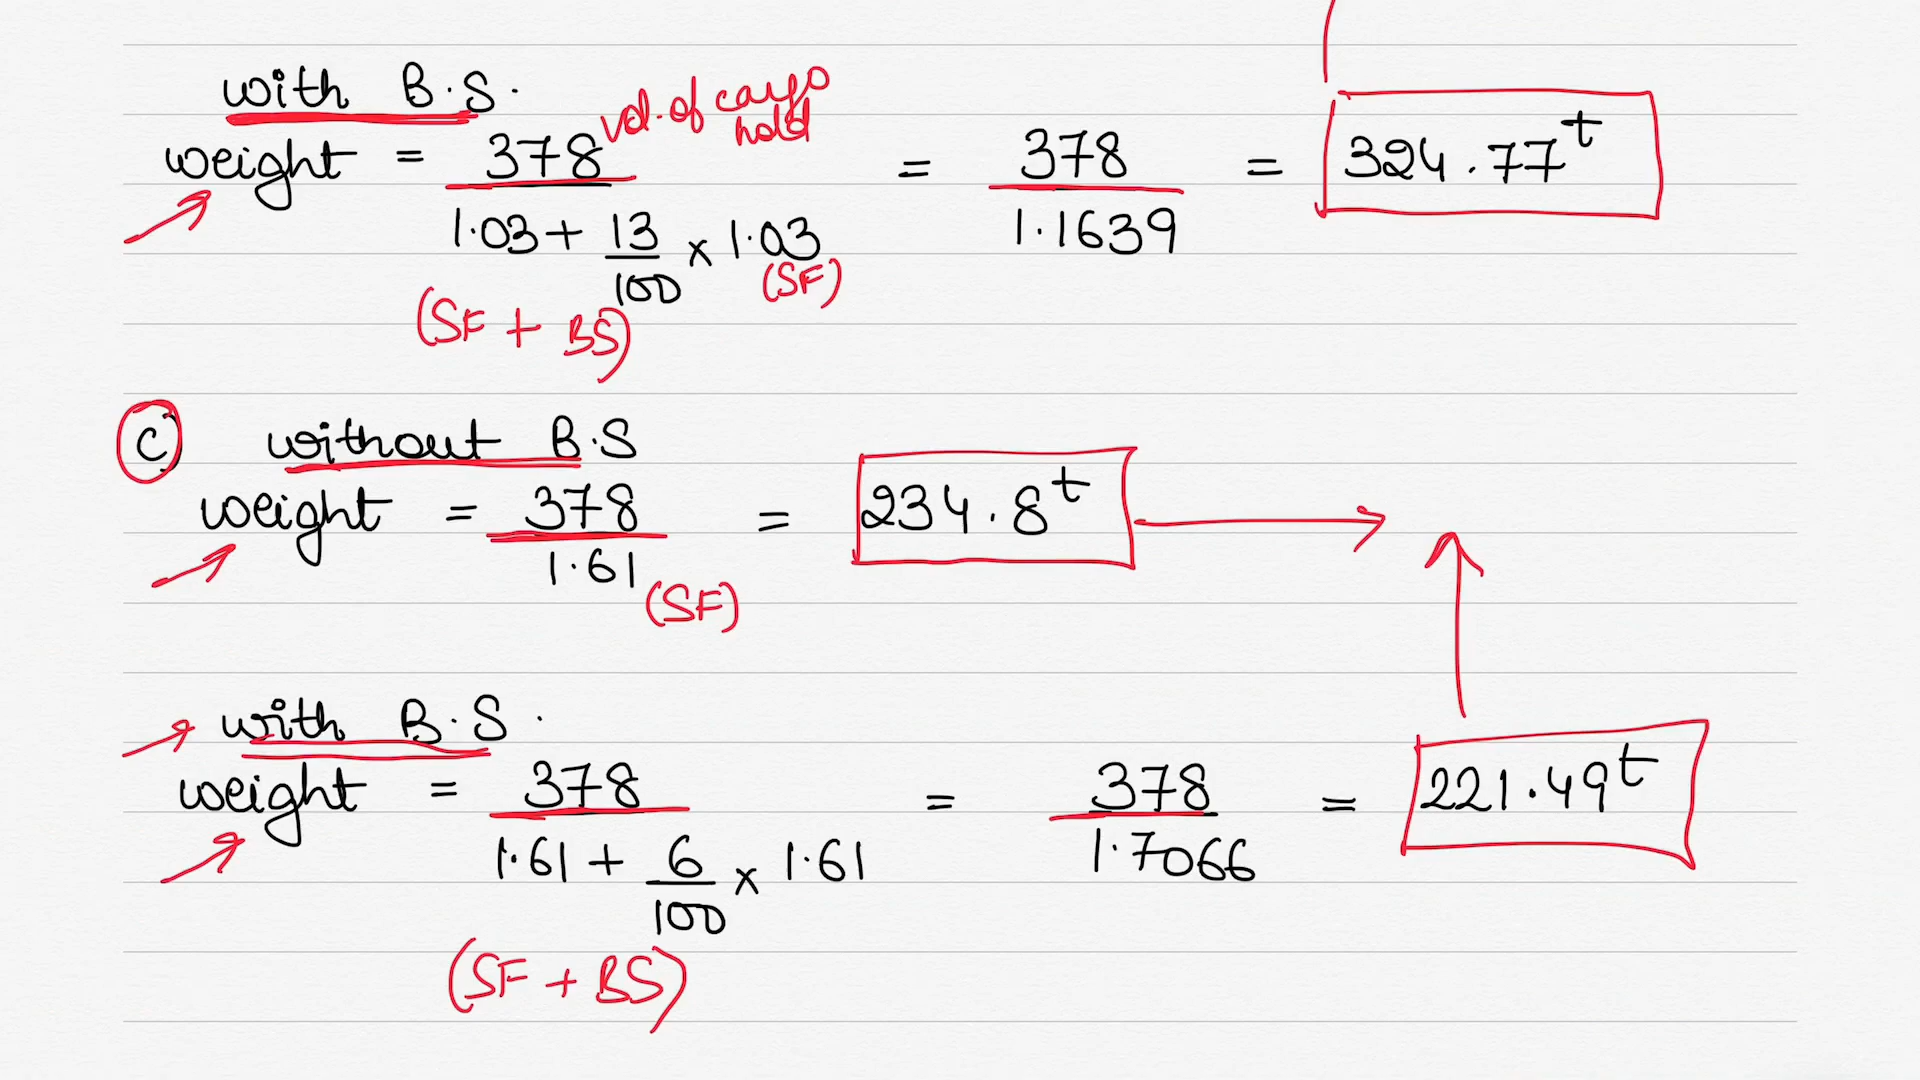 with B.S.
vol. of cargo hold
weight = 378 / 1.03 + 13/100 x 1.03 = 378 / 1.1639 = 324.77t
(SF)
(SF + BS)
c) without B.S
weight = 378 / 1.61 = 234.8t
(SF)
with B.S.
weight = 378 / 1.61 + 6/100 x 1.61 = 378 / 1.7066 = 221.49t
(SF + BS)